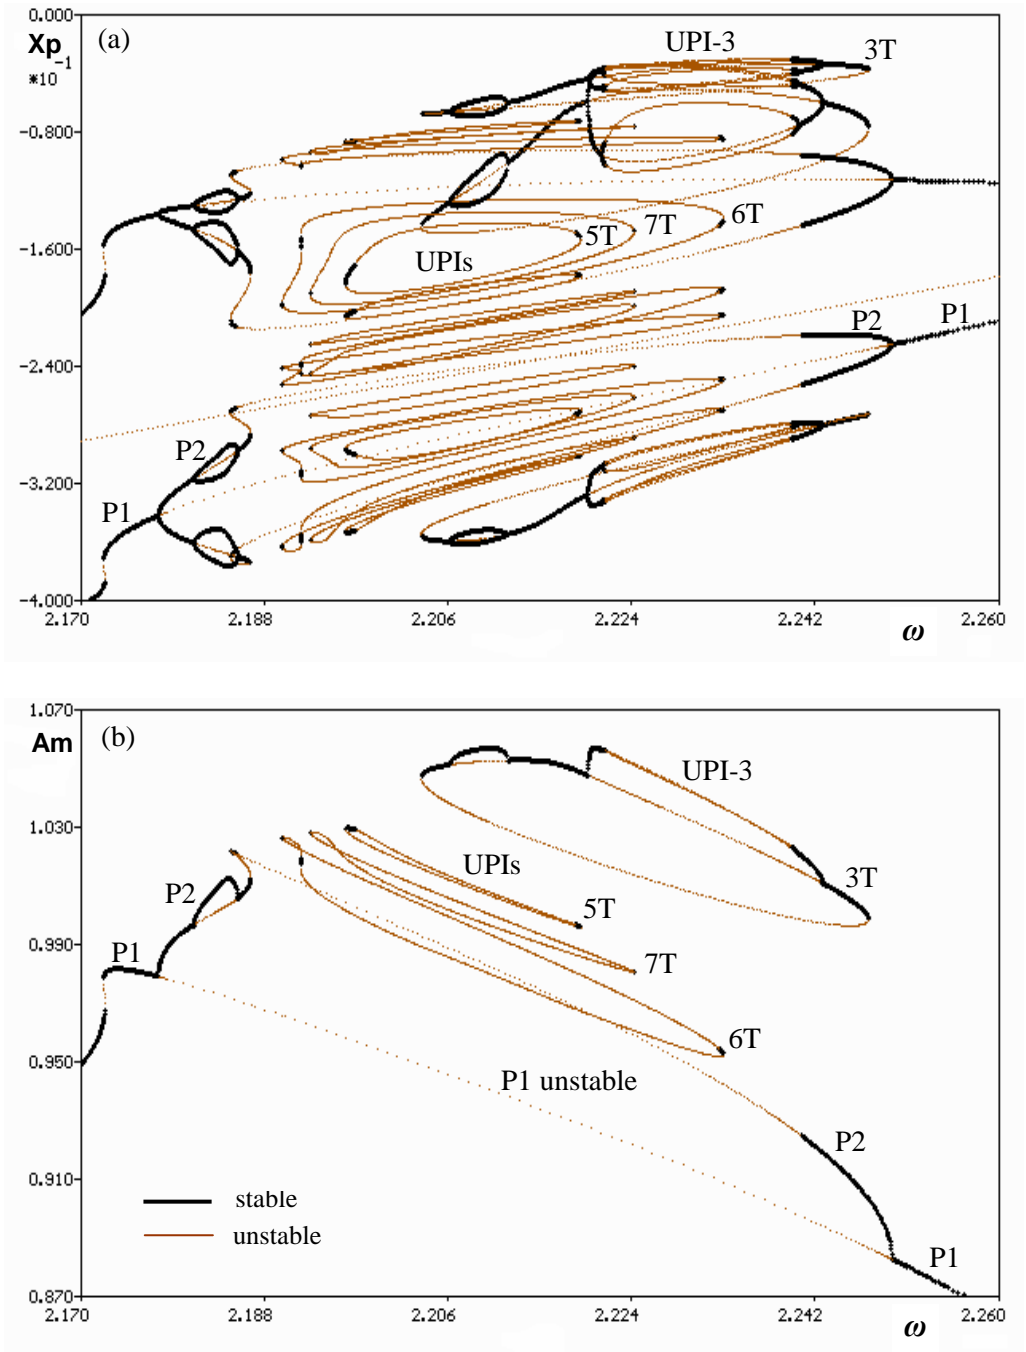 0.000
Xp
-1
*10
(a)
UPI-3
3T
-0.800
-1.600
5T
7T
6T
UPIs
P2
P1
-2.400
P2
-3.200
P1
-4.000
2.170
2.188
2.206
2.224
2.242
2.260
ω
1.070
Am
(b)
UPI-3
1.030
UPIs
3T
P2
5T
0.990
P1
7T
6T
0.950
P1 unstable
P2
0.910
stable
unstable
P1
0.870
2.170
2.188
2.206
2.224
2.242
2.260
ω